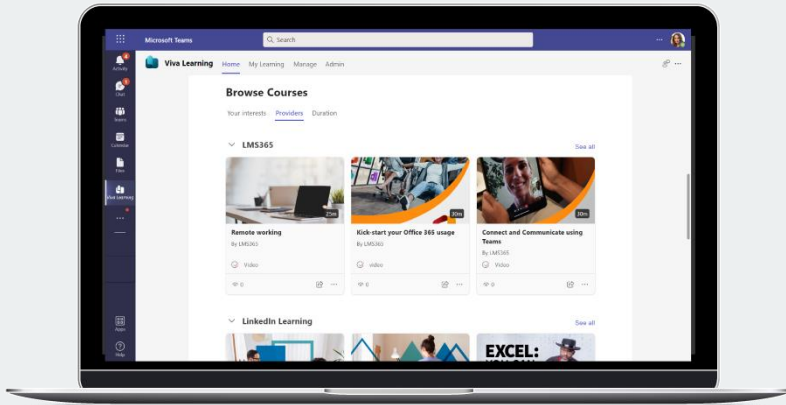 Microsoft Teams
Search
Activity
Chat
Teams
Calendar
Files
Viva Learning
Apps
Help
Viva Learning Home My Learning Manage Admin
Browse Courses
Your interests Providers Duration
LMS365 See all
25m
30m
30m
Remote working
By LMS365
Video
0
Kick-start your Office 365 usage
By LMS365
video
0
Connect and Communicate using
Teams
By LMS365
Video
0
LinkedIn Learning See all
EXCEL: